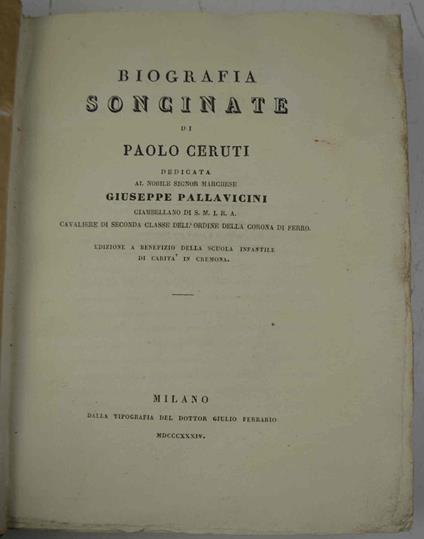 BIOGRAFIA
SONCINATE
DI
PAOLO CERUTI
DEDICATA
AL NOBILE SIGNOR MARCHESE
GIUSEPPE PALLAVICINI
CIAMBELLANO DI S. M. I. R. A.
CAVALIERE DI SECONDA CLASSE DELL'ORDINE DELLA CORONA DI FERRO.
EDIZIONE A BENEFIZIO DELLA SCUOLA INFANTILE
DI CARITA' IN CREMONA.
MILANO
DALLA TIPOGRAFIA DEL DOTTOR GIULIO FERRARIO
MDCCCXXXIV.